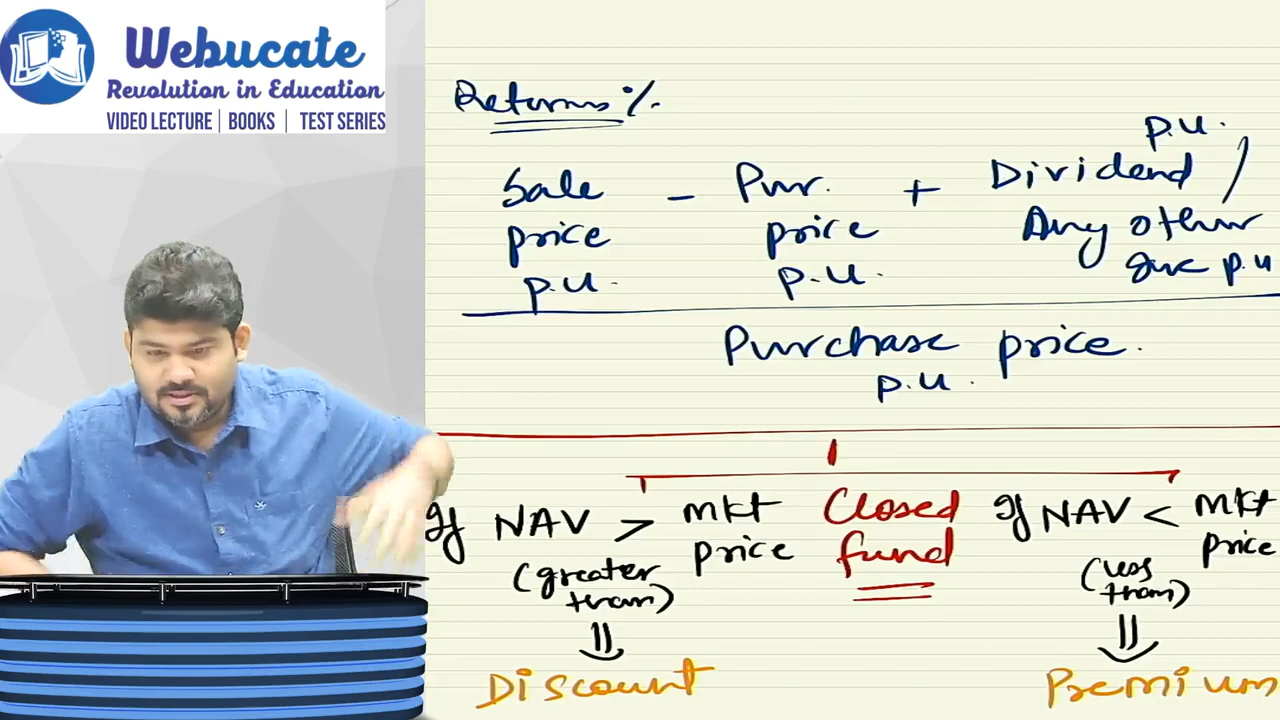 Webucate
Revolution in Education
VIDEO LECTURE | BOOKS | TEST SERIES
Returns %
Sale price p.u. - Pur. price p.u. + Dividend p.u. / Any other inc p.u
Purchase price p.u.
Closed fund
If NAV > mkt price
(greater than)
⇓
Discount
If NAV < mkt price
(less than)
⇓
Premium